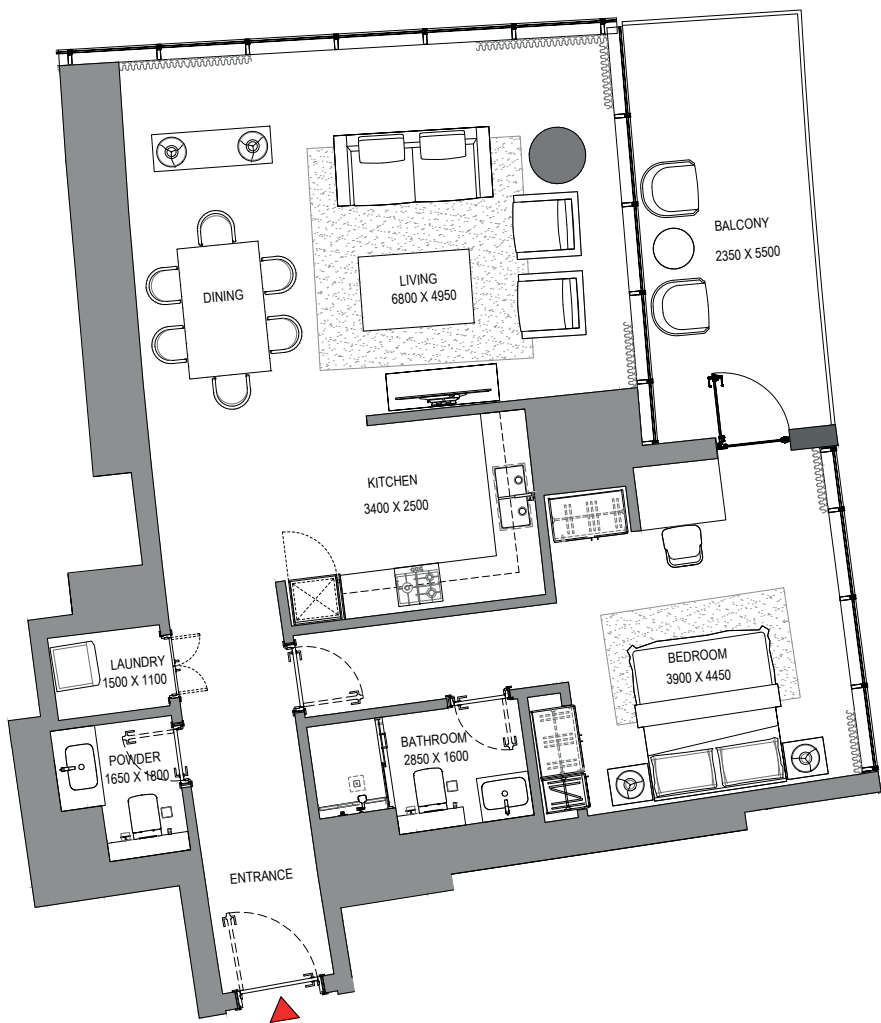 BALCONY
2350 X 5500
LIVING
6800 X 4950
DINING
KITCHEN
3400 X 2500
LAUNDRY
1500 X 1100
BEDROOM
3900 X 4450
POWDER
1650 X 1800
BATHROOM
2850 X 1600
ENTRANCE